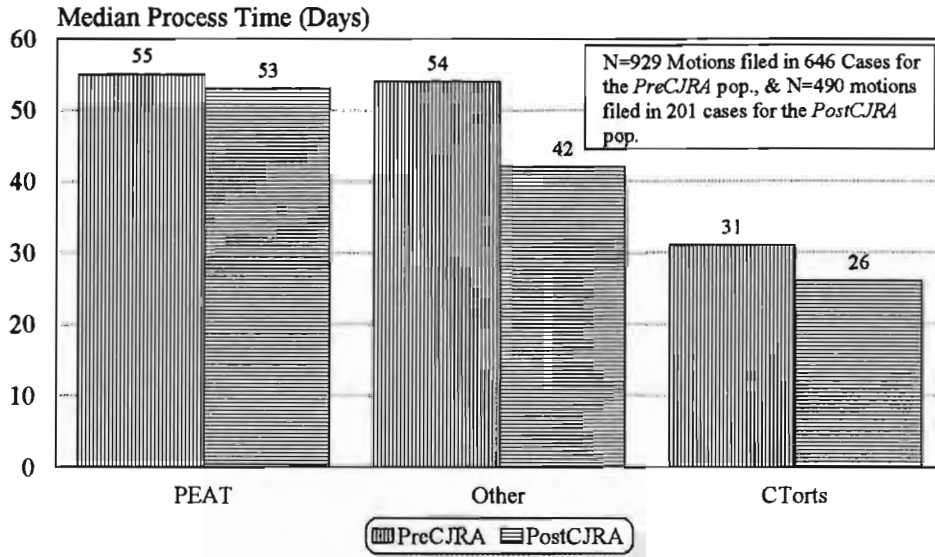 Median Process Time (Days)
60
50
40
30
20
10
0
55
53
54
42
31
26
N=929 Motions filed in 646 Cases for
the PreCJRA pop., & N=490 motions
filed in 201 cases for the PostCJRA
pop.
PEAT
Other
CTorts
PreCJRA PostCJRA